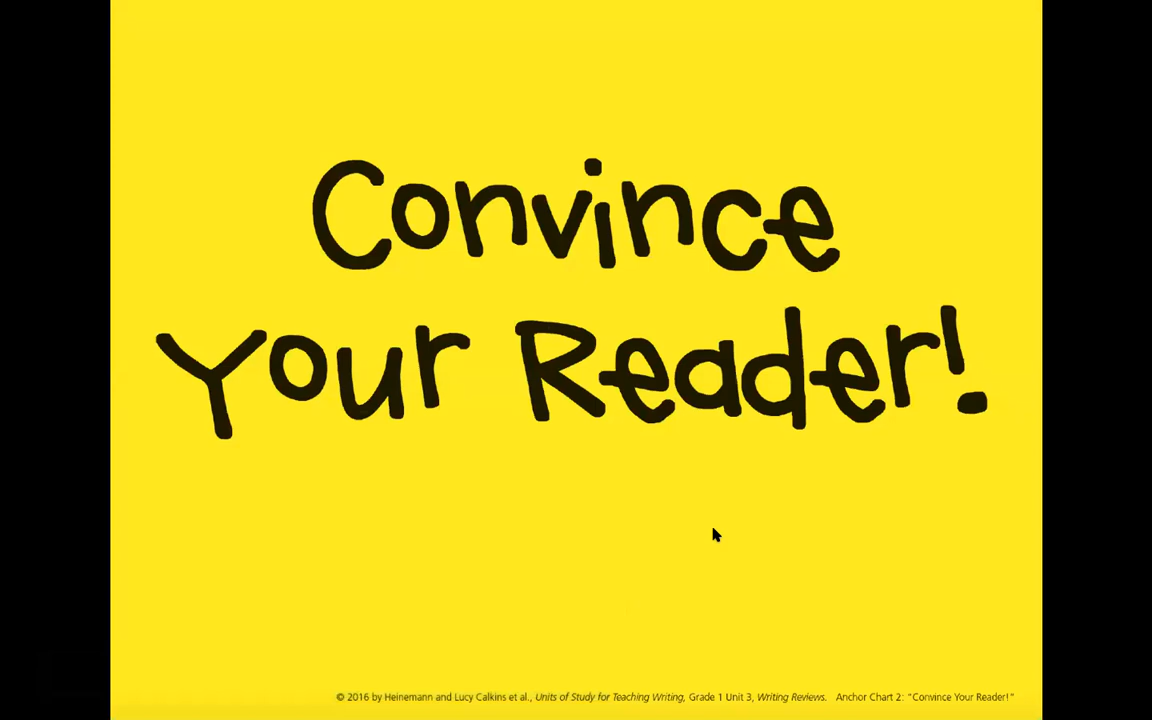 Convince
Your Reader!
© 2016 by Heinemann and Lucy Calkins et al., Units of Study for Teaching Writing, Grade 1 Unit 3, Writing Reviews. Anchor Chart 2: "Convince Your Reader!"